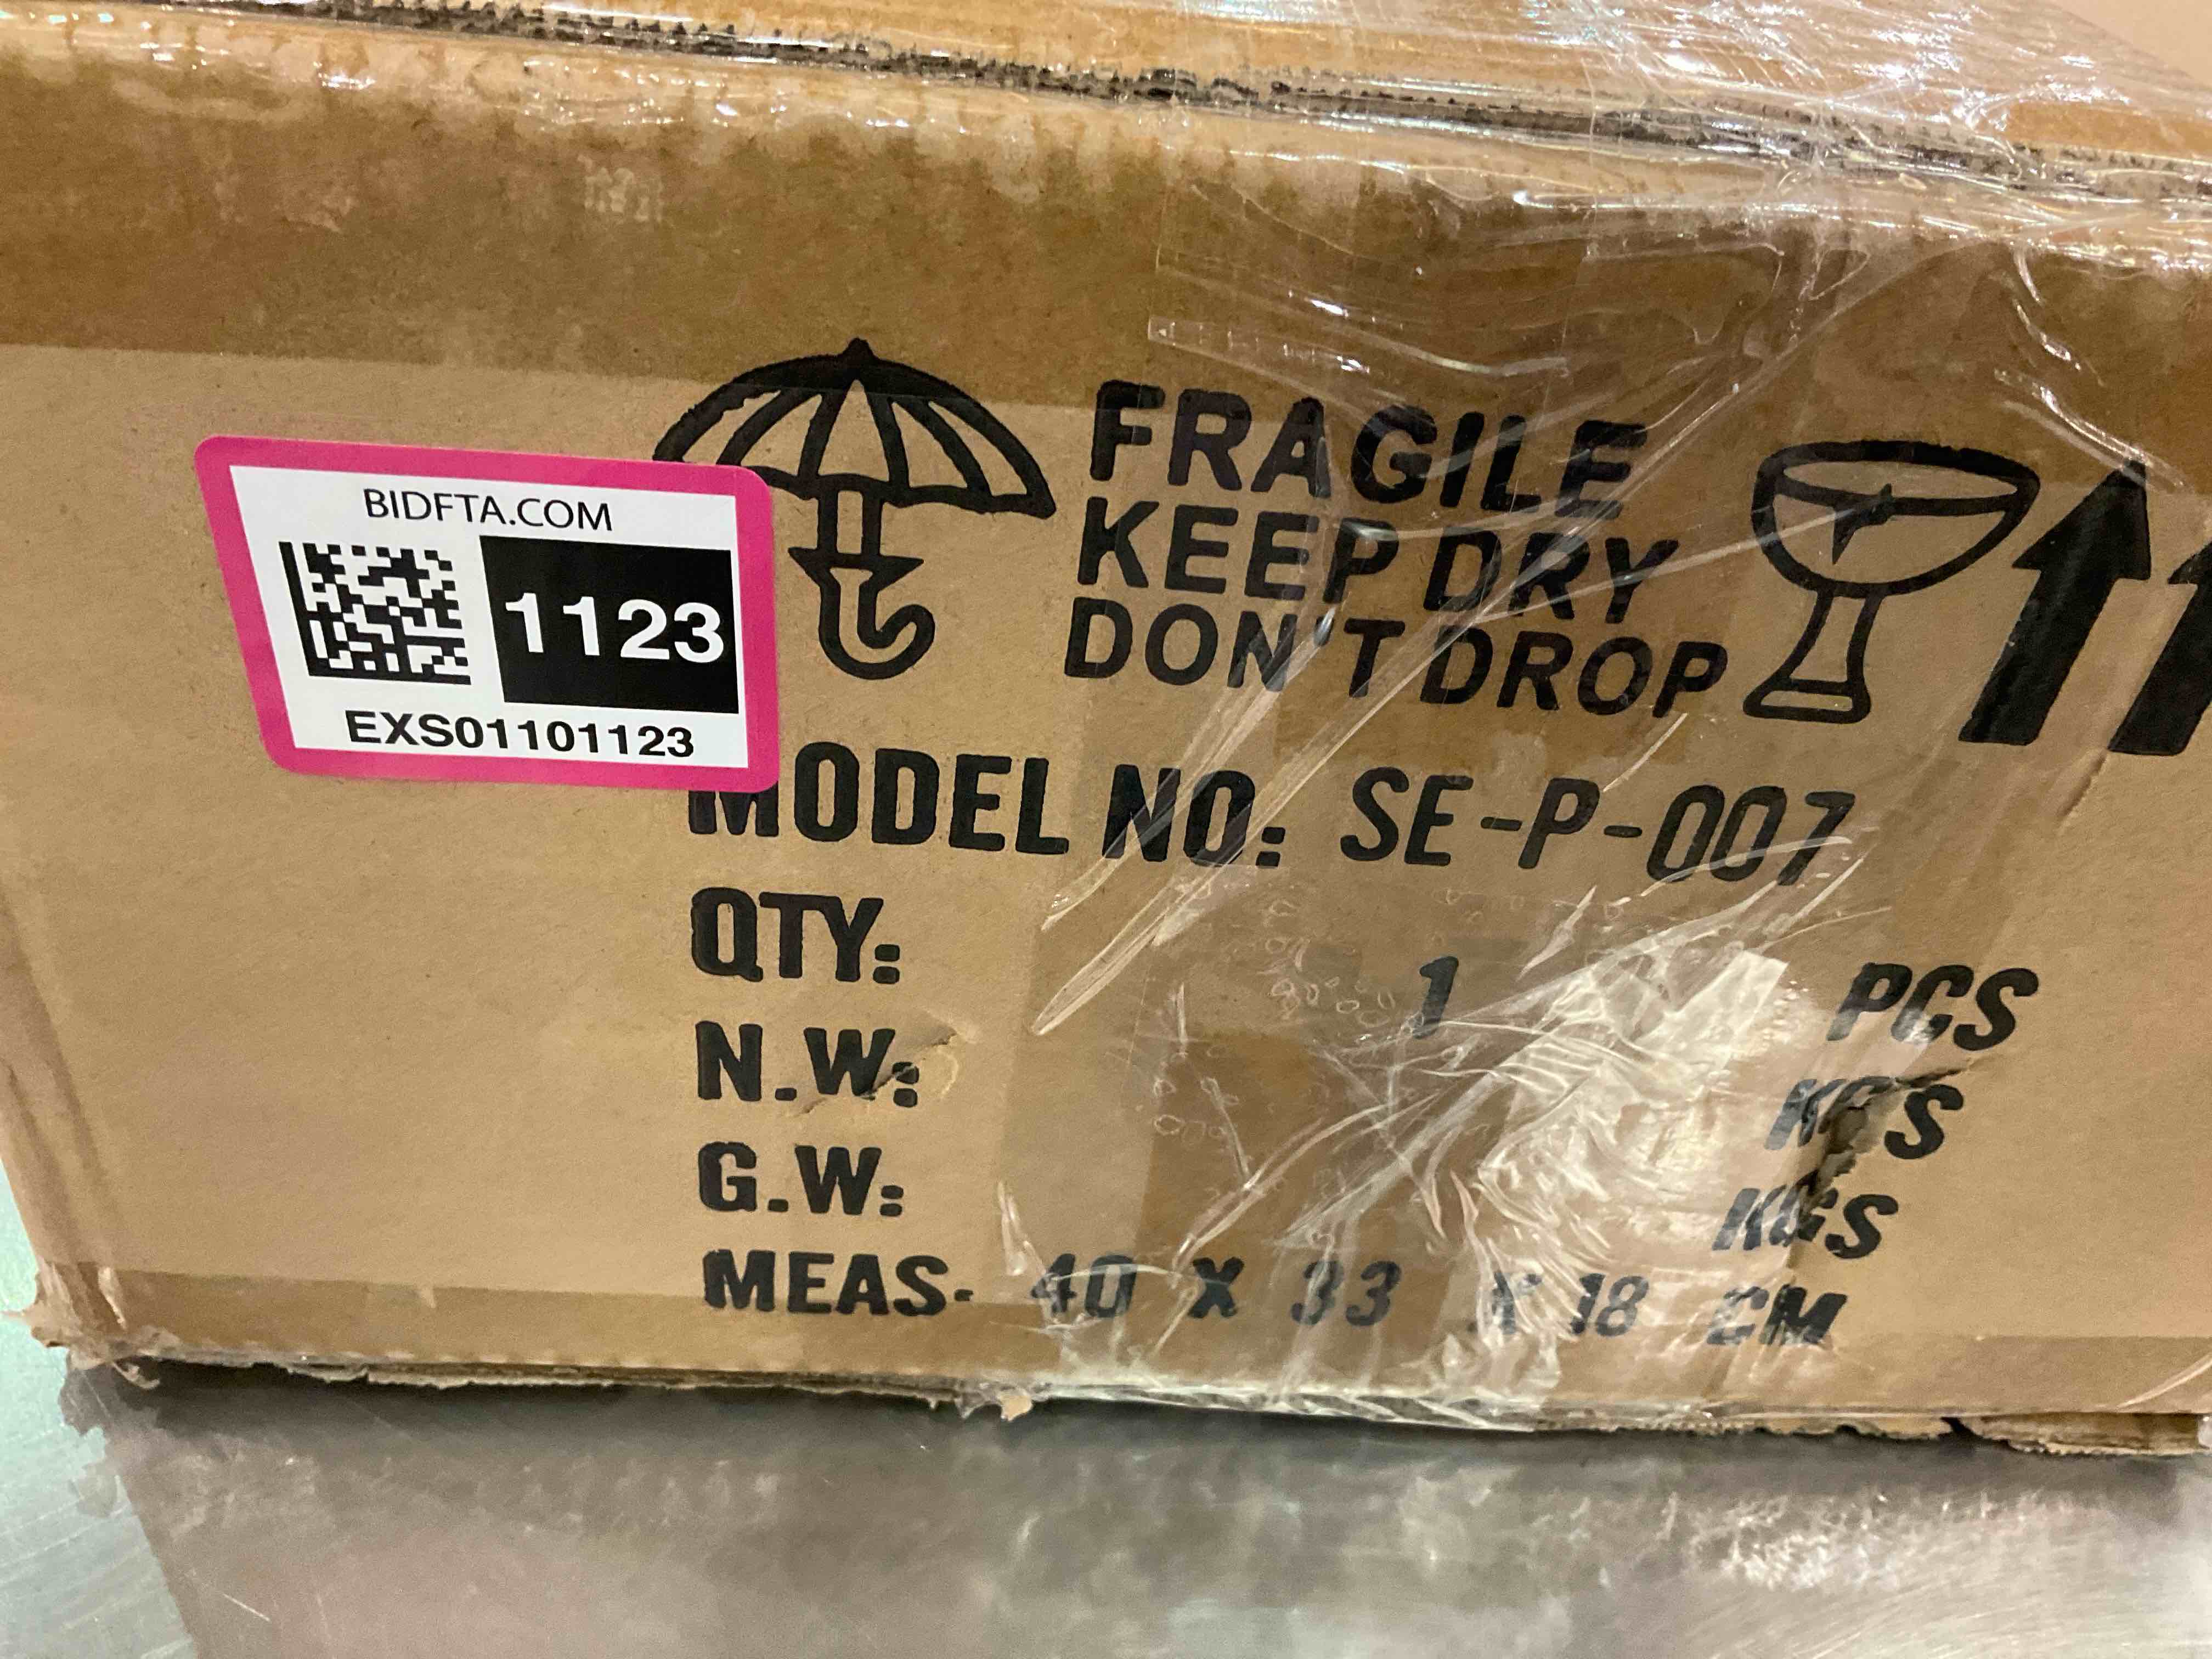 BIDFTA.COM
1123
EXS01101123
FRAGILE
KEEP DRY
DON'T DROP
MODEL NO: SE-P-007
QTY: 1 PCS
N.W: KGS
G.W: KGS
MEAS. 40 X 33 X 18 CM